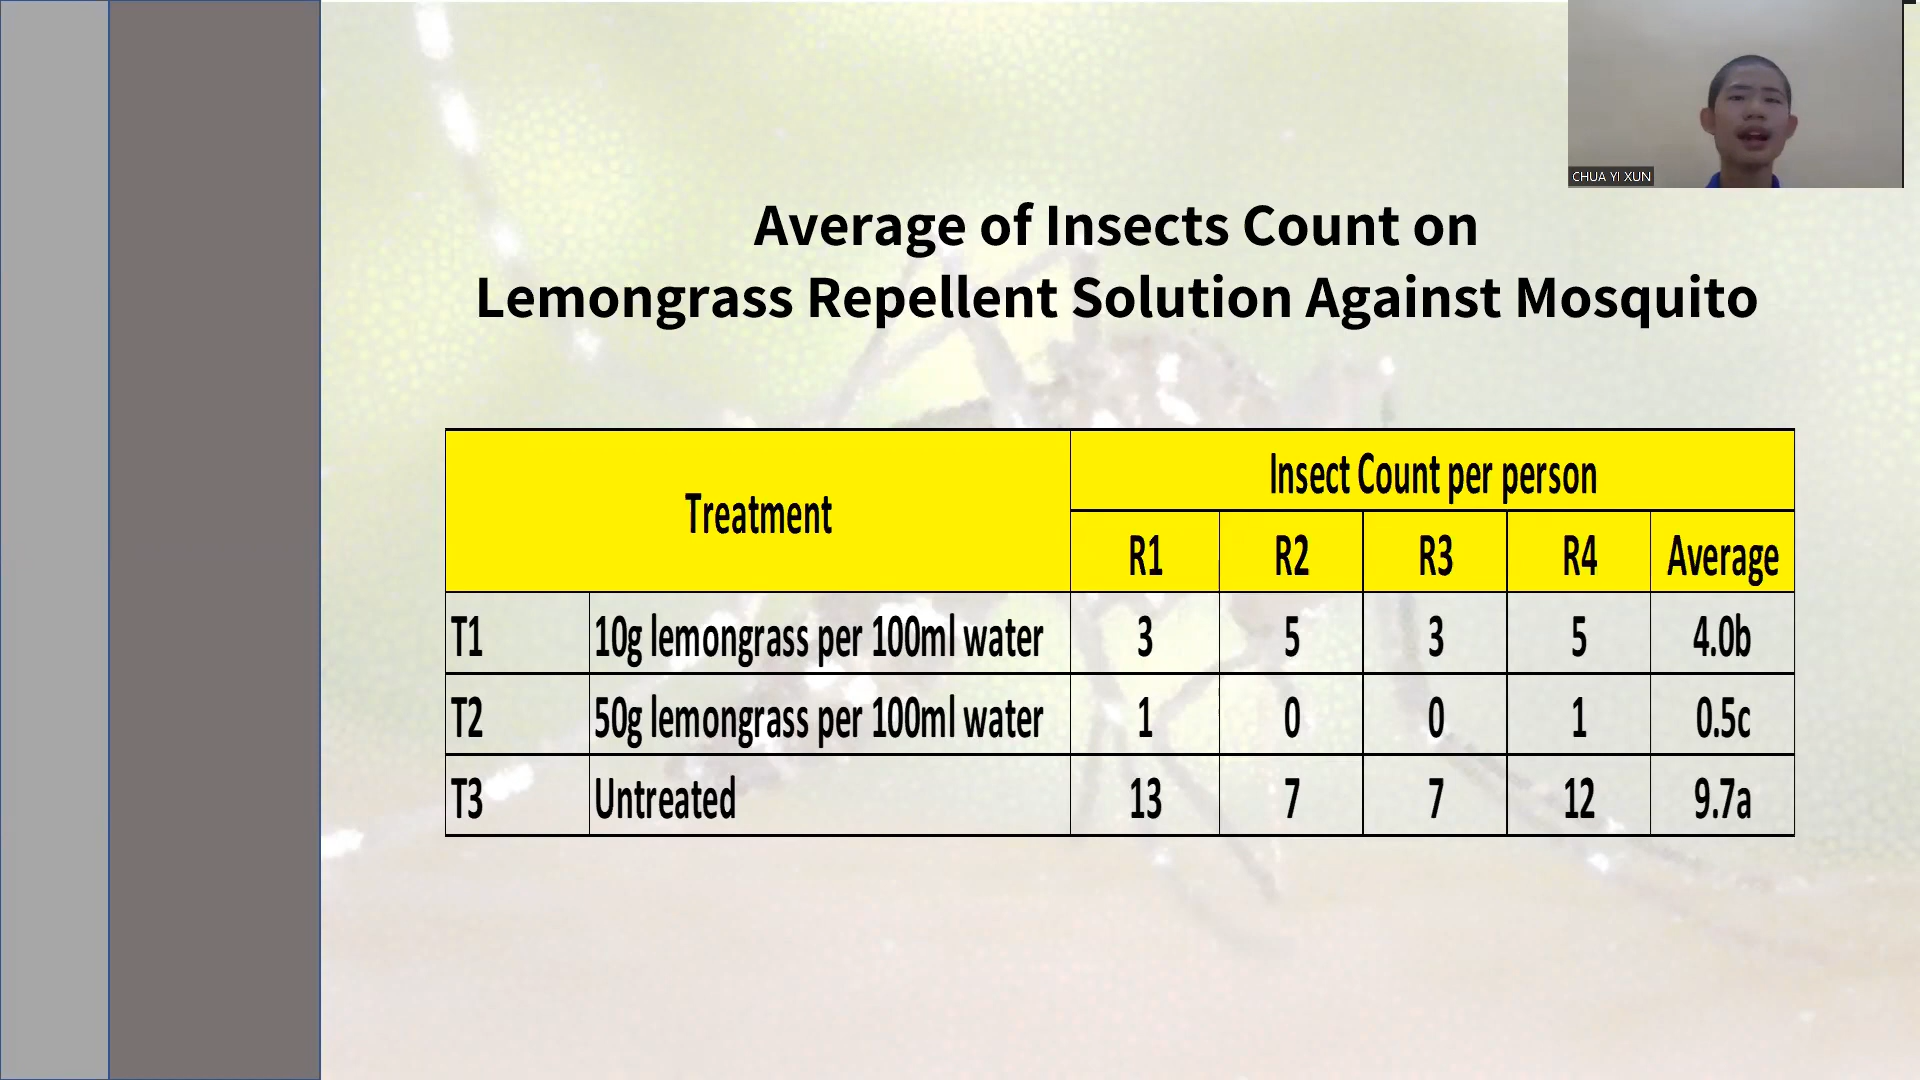 CHUA YI XUN
Average of Insects Count on
Lemongrass Repellent Solution Against Mosquito
Treatment Insect Count per person
R1 R2 R3 R4 Average
T1 10g lemongrass per 100ml water 3 5 3 5 4.0b
T2 50g lemongrass per 100ml water 1 0 0 1 0.5c
T3 Untreated 13 7 7 12 9.7a